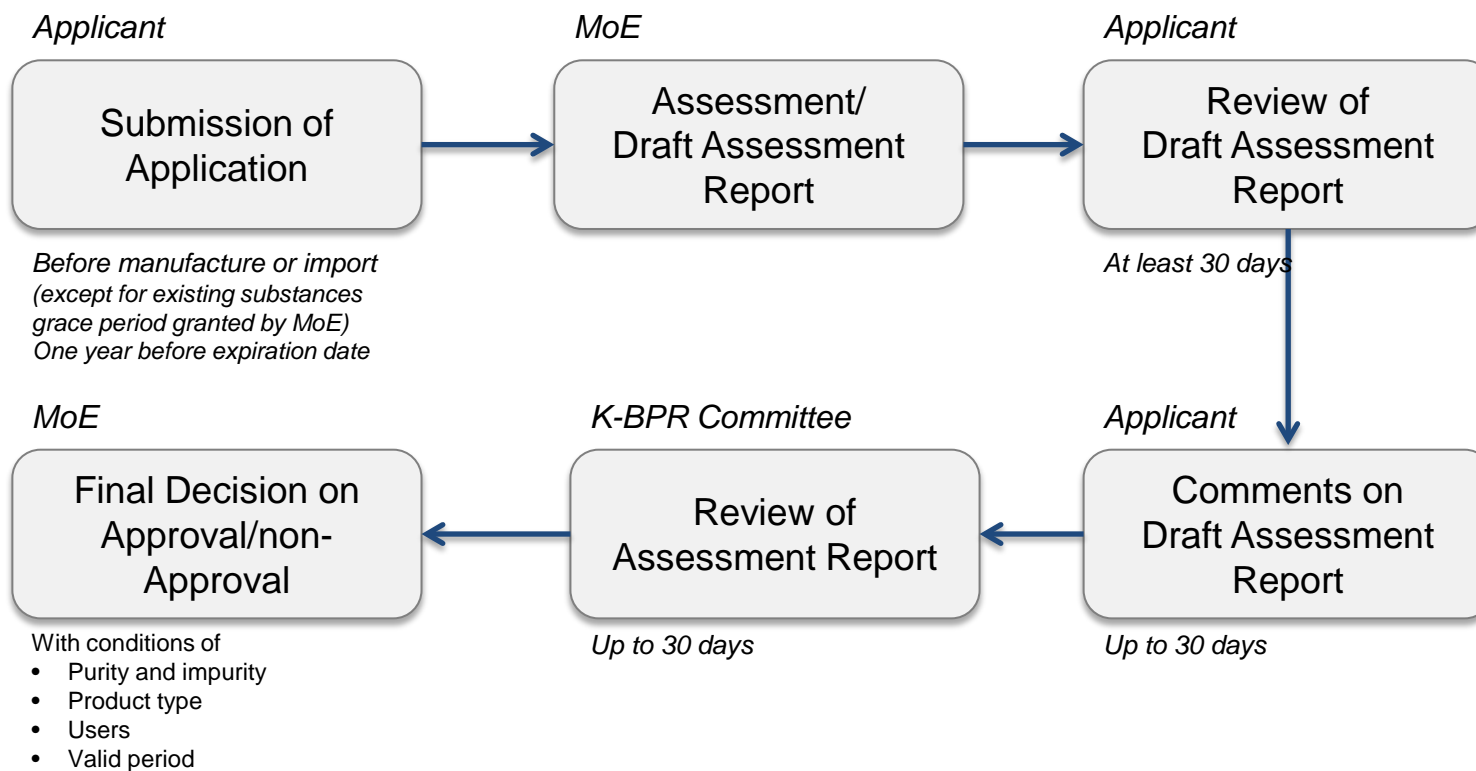 Applicant
Submission of
Application
Before manufacture or import
(except for existing substances
grace period granted by MoE)
One year before expiration date
MoE
Assessment/
Draft Assessment
Report
Applicant
Review of
Draft Assessment
Report
At least 30 days
Applicant
Comments on
Draft Assessment
Report
Up to 30 days
K-BPR Committee
Review of
Assessment Report
Up to 30 days
MoE
Final Decision on
Approval/non-
Approval
With conditions of
• Purity and impurity
• Product type
• Users
• Valid period